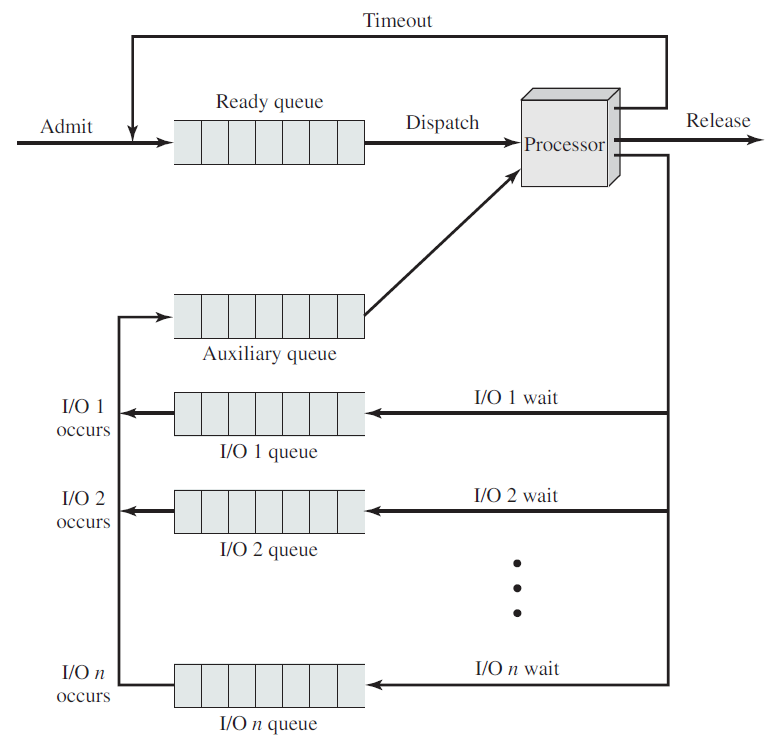 Timeout
Ready queue
Admit
Dispatch
Release
Processor
Auxiliary queue
I/O 1
occurs
I/O 1 wait
I/O 1 queue
I/O 2
occurs
I/O 2 wait
I/O 2 queue
I/O n
occurs
I/O n wait
I/O n queue